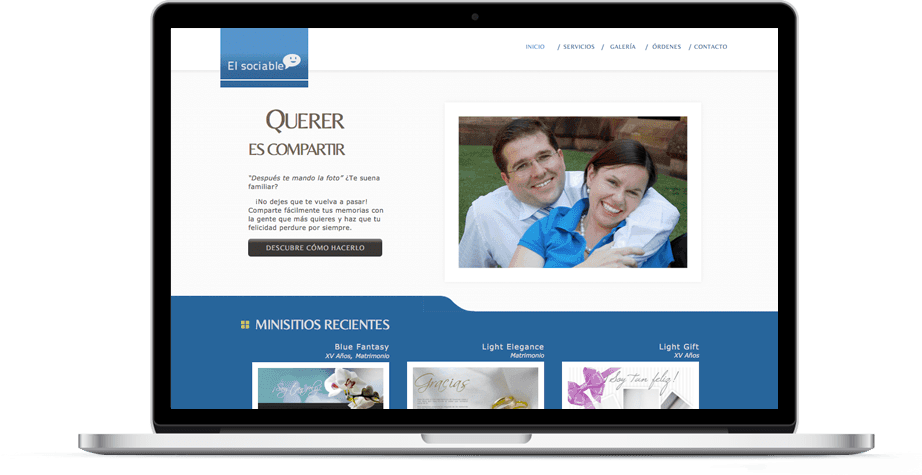 El sociable
INICIO / SERVICIOS / GALERÍA / ÓRDENES / CONTACTO
QUERER
ES COMPARTIR
“Después te mando la foto” ¿Te suena
familiar?
¡No dejes que te vuelva a pasar!
Comparte fácilmente tus memorias con
la gente que más quieres y haz que tu
felicidad perdure por siempre.
DESCUBRE CÓMO HACERLO
MINISITIOS RECIENTES
Blue Fantasy
XV Años, Matrimonio
Light Elegance
Matrimonio
Gracias
Light Gift
XV Años
Soy Tan feliz!